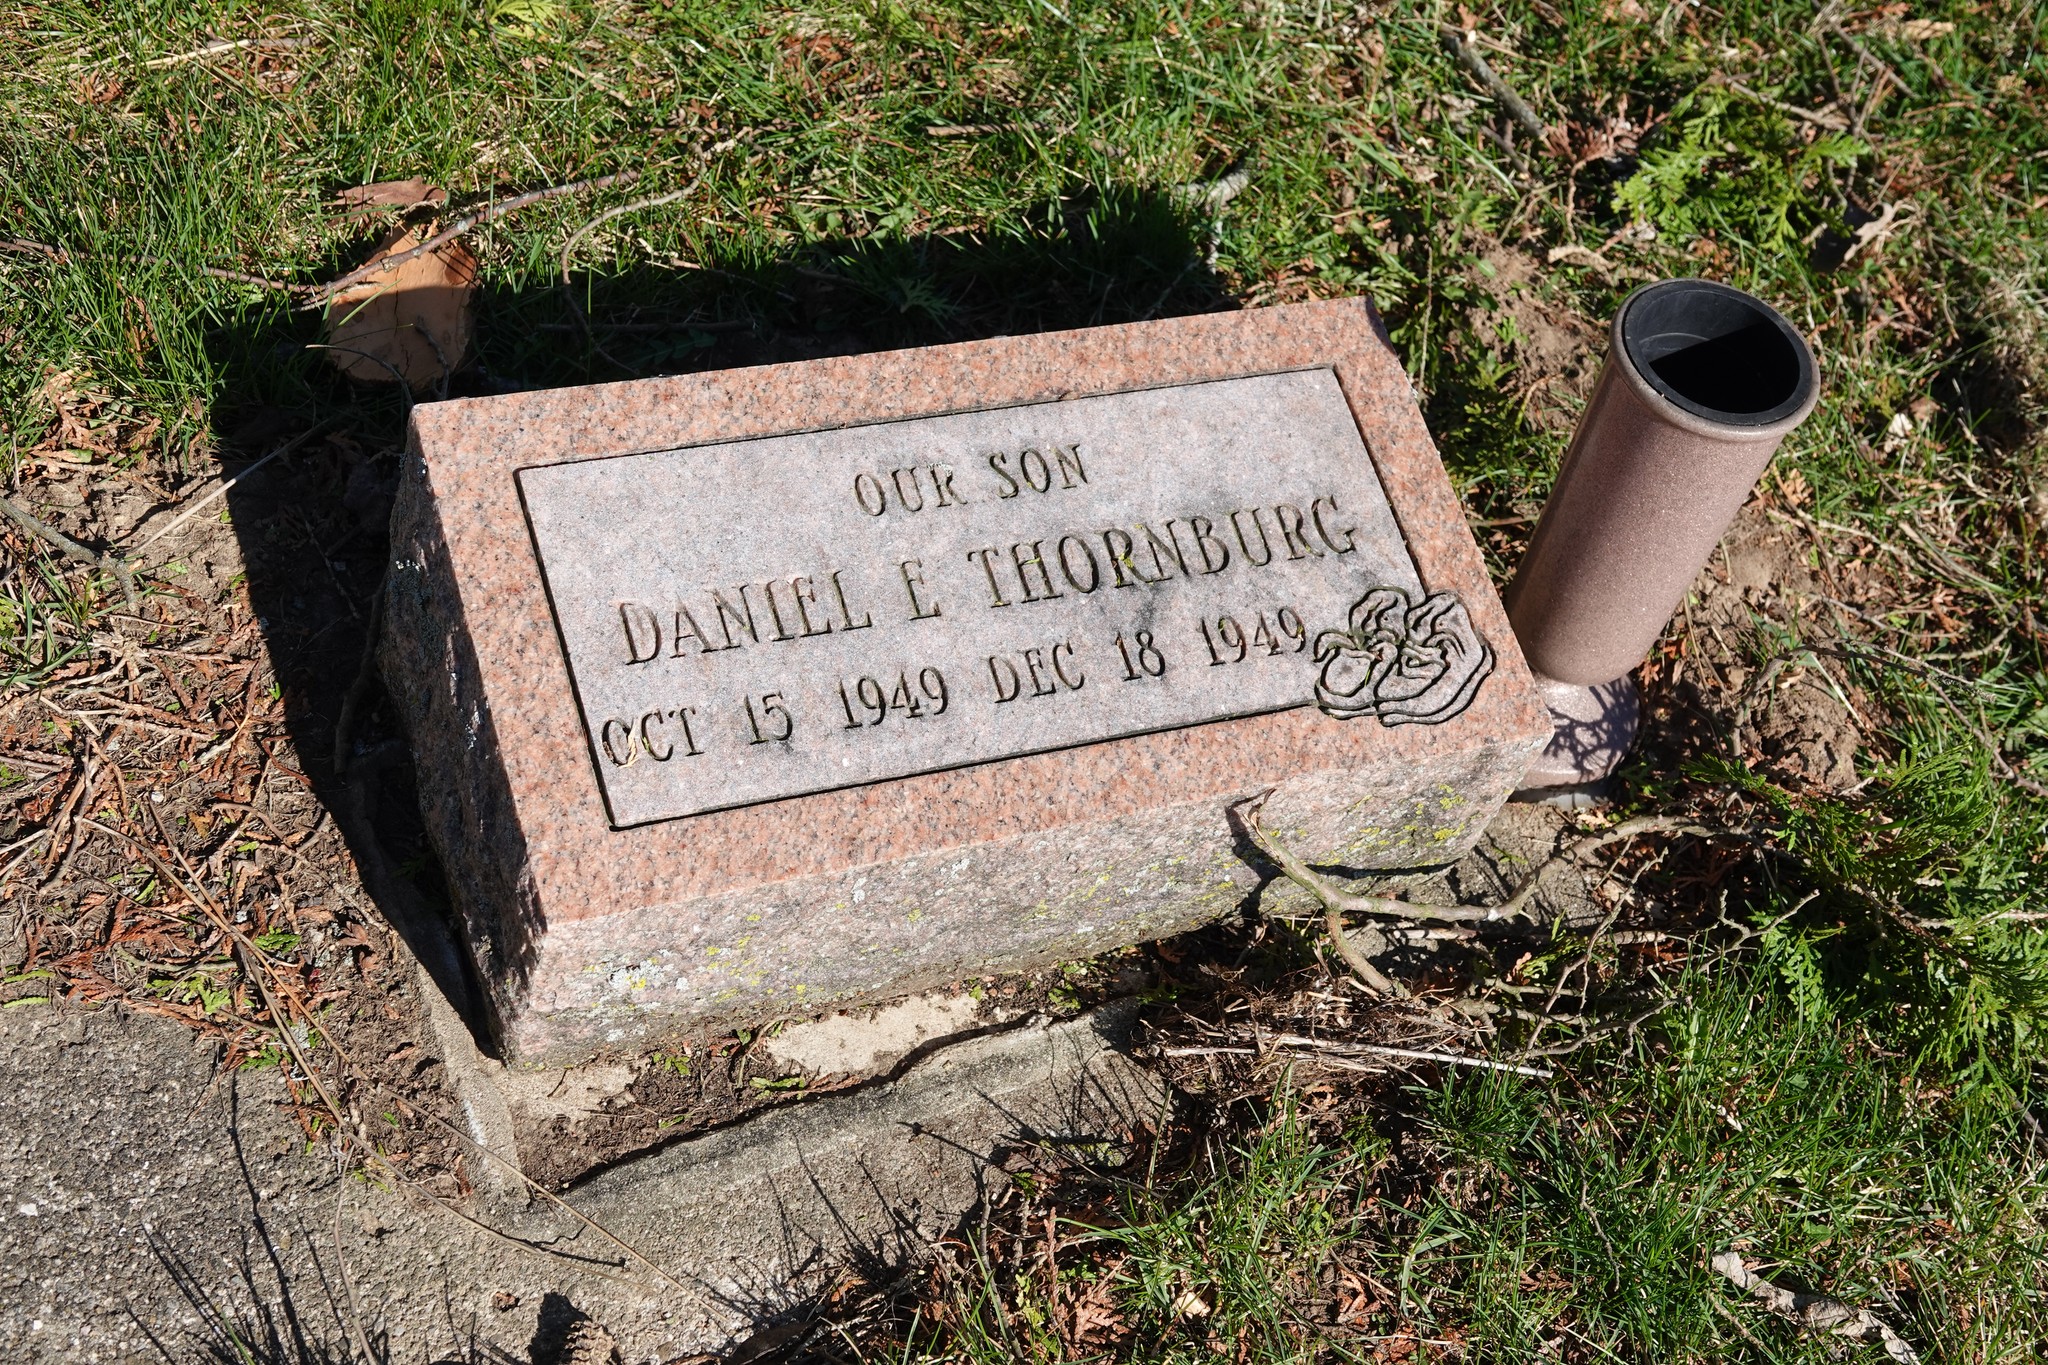 OUR SON
DANIEL E THORNBURG
OCT 15 1949 DEC 18 1949